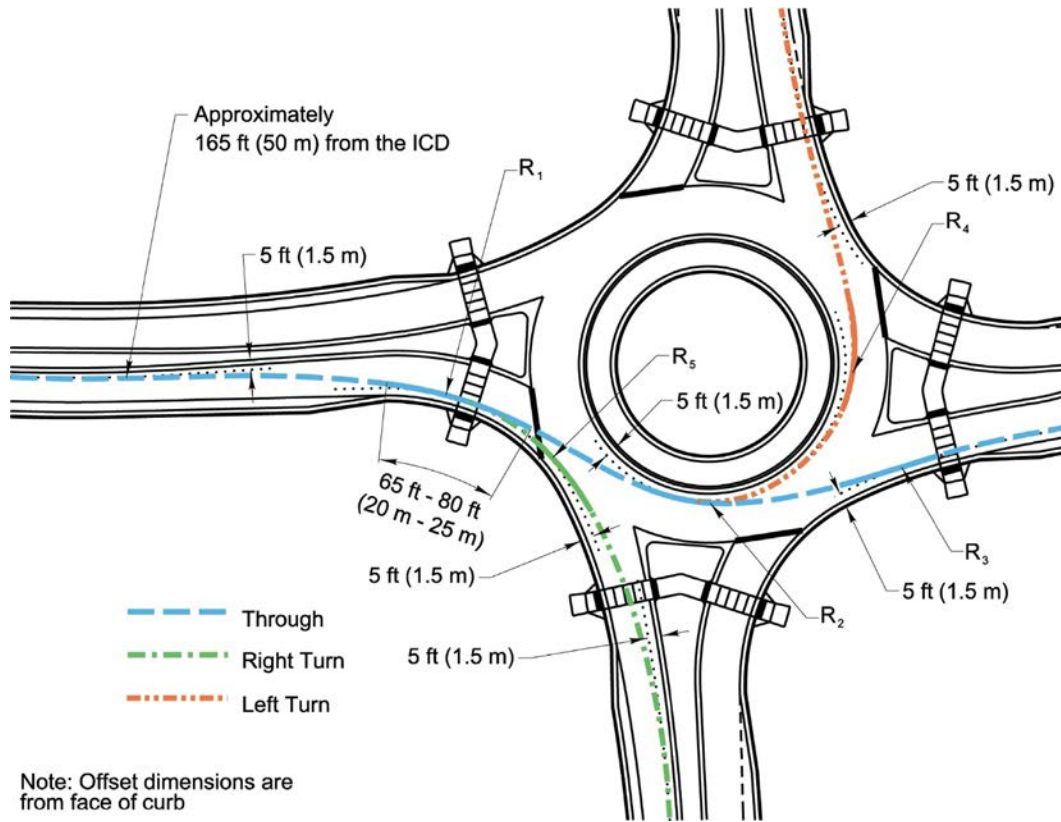 Approximately
165 ft (50 m) from the ICD
R₁
5 ft (1.5 m)
5 ft (1.5 m)
R₄
R₅
5 ft (1.5 m)
65 ft - 80 ft
(20 m - 25 m)
5 ft (1.5 m)
R₃
5 ft (1.5 m)
R₂
5 ft (1.5 m)
Through
Right Turn
Left Turn
Note: Offset dimensions are
from face of curb